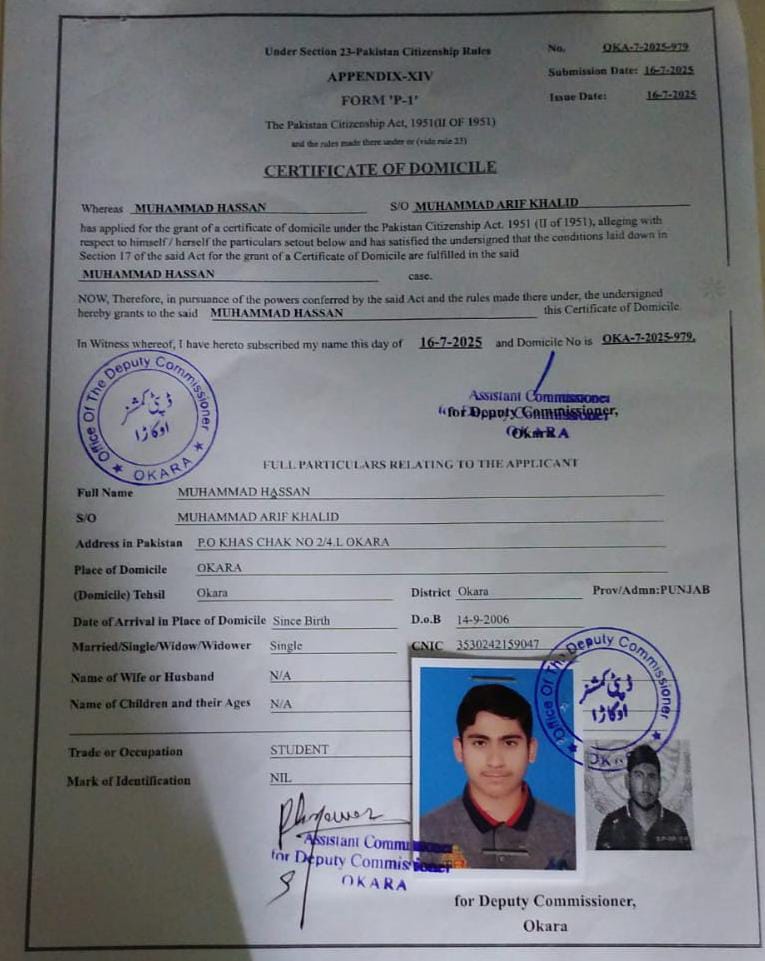 Under Section 23-Pakistan Citizenship Rules
No. OKA-7-2025-979
APPENDIX-XIV
Submission Date: 16-7-2025
FORM 'P-1'
Issue Date: 16-7-2025
The Pakistan Citizenship Act, 1951(II OF 1951)
and the rules made there under or (vide rule 23)
CERTIFICATE OF DOMICILE
Whereas MUHAMMAD HASSAN S/O MUHAMMAD ARIF KHALID
has applied for the grant of a certificate of domicile under the Pakistan Citizenship Act. 1951 (II of 1951), alleging with
respect to himself / herself the particulars setout below and has satisfied the undersigned that the conditions laid down in
Section 17 of the said Act for the grant of a Certificate of Domicile are fulfilled in the said
MUHAMMAD HASSAN case.
NOW, Therefore, in pursuance of the powers conferred by the said Act and the rules made there under, the undersigned
hereby grants to the said MUHAMMAD HASSAN this Certificate of Domicile
In Witness whereof, I have hereto subscribed my name this day of 16-7-2025 and Domicile No is OKA-7-2025-979.
Office Of The Deputy Commissioner
ڈپٹی کمشنر
اوکاڑا
OKARA
Assistant Commissioner
for Deputy Commissioner,
OKARA
FULL PARTICULARS RELATING TO THE APPLICANT
Full Name MUHAMMAD HASSAN
S/O MUHAMMAD ARIF KHALID
Address in Pakistan P.O KHAS CHAK NO 2/4.L OKARA
Place of Domicile OKARA
(Domicile) Tehsil Okara District Okara Prov/Admn:PUNJAB
Date of Arrival in Place of Domicile Since Birth D.o.B 14-9-2006
Married/Single/Widow/Widower Single CNIC 3530242159047
Name of Wife or Husband N/A
Name of Children and their Ages N/A
Office Of The Deputy Commissioner
ڈپٹی کمشنر
اوکاڑا
OKA
Trade or Occupation STUDENT
Mark of Identification NIL
Assistant Commissioner
for Deputy Commissioner
OKARA
for Deputy Commissioner,
Okara